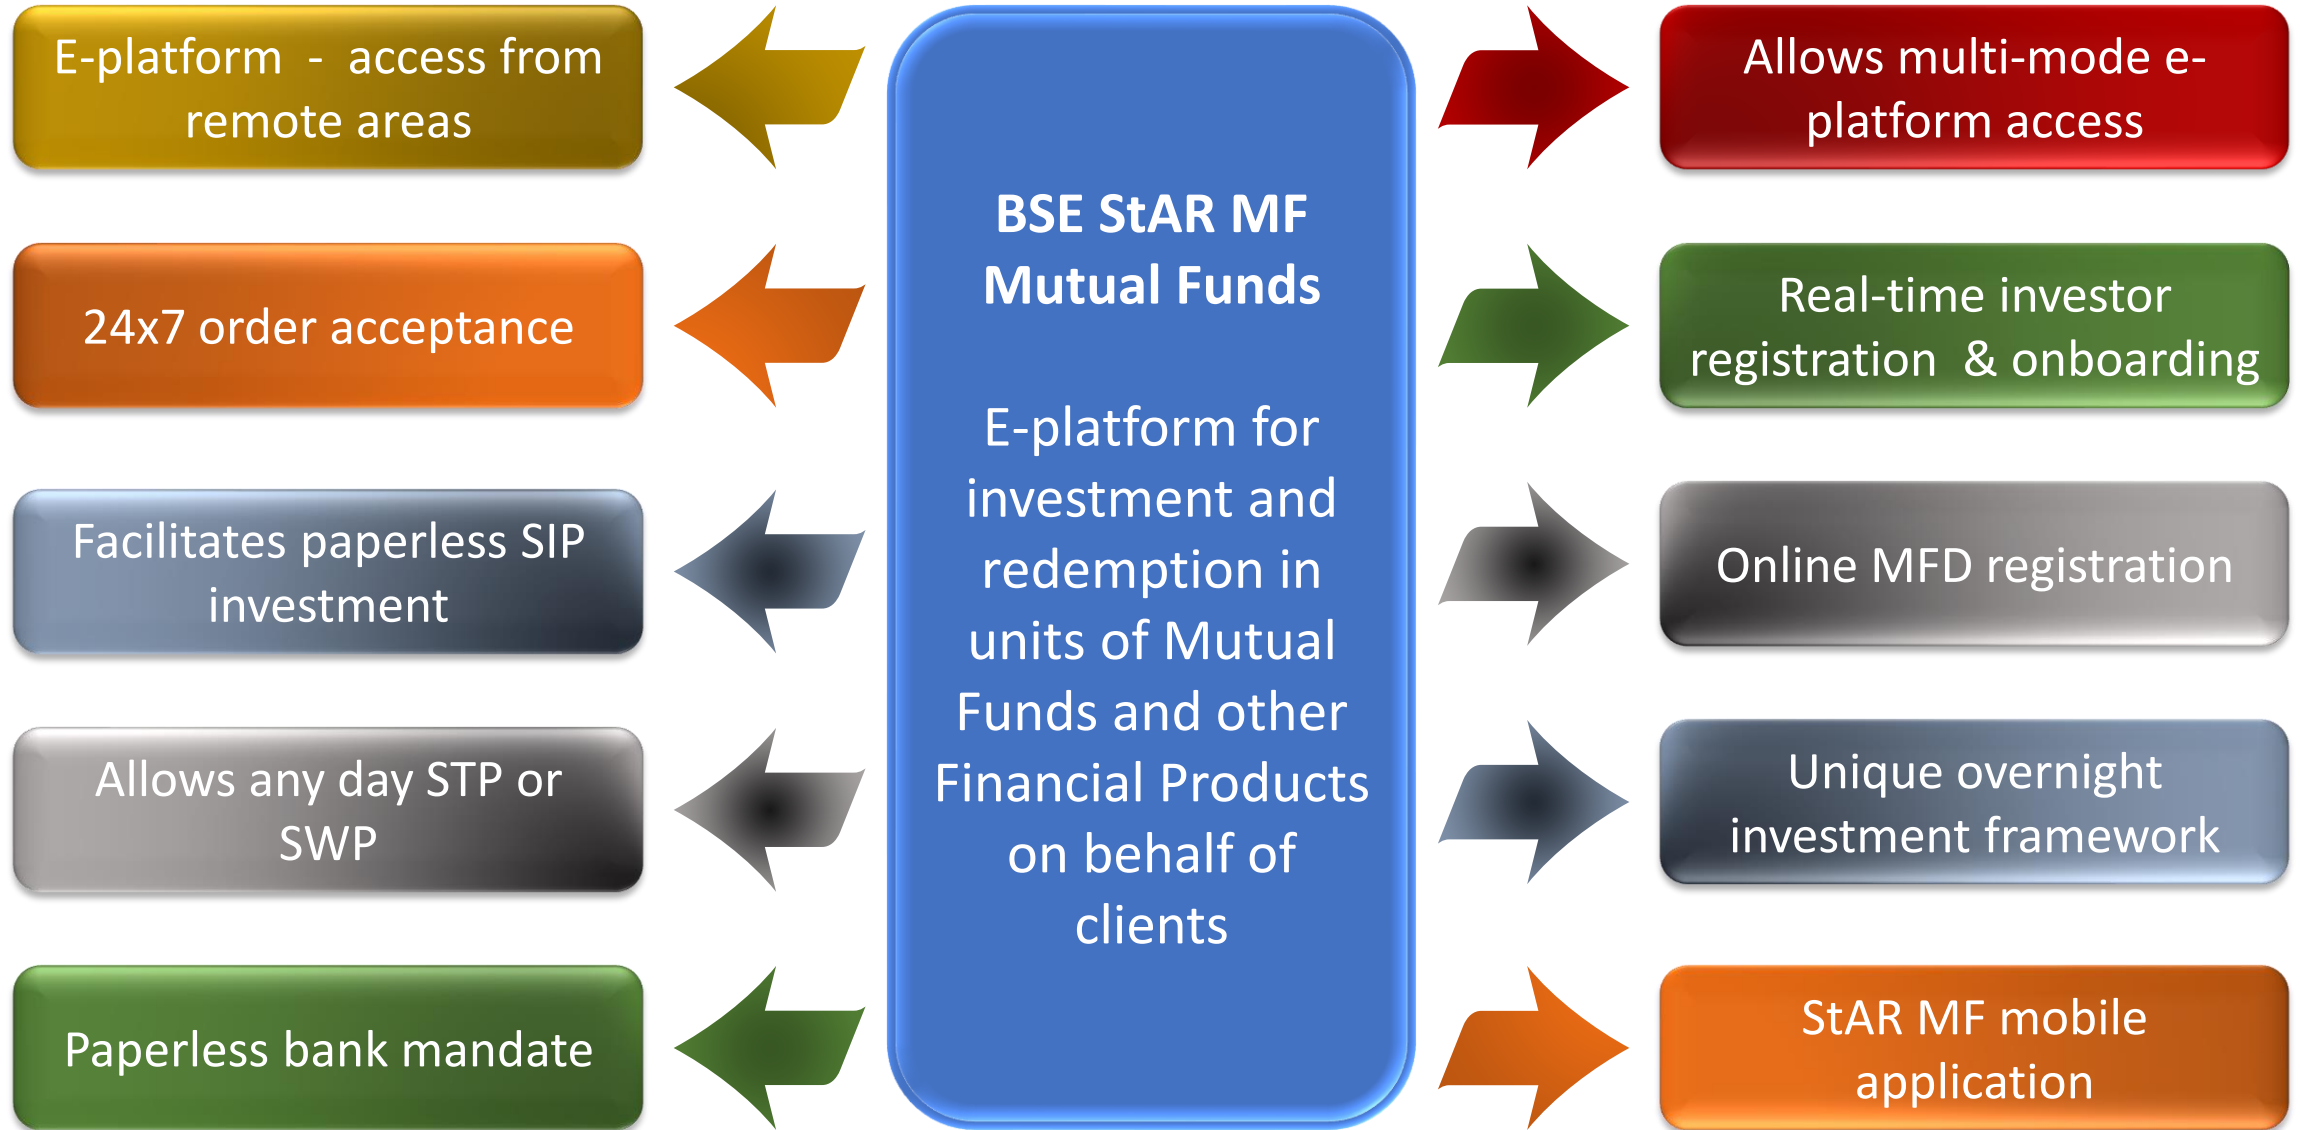 E-platform - access from
remote areas
24x7 order acceptance
Facilitates paperless SIP
investment
Allows any day STP or
SWP
Paperless bank mandate
BSE StAR MF
Mutual Funds
E-platform for
investment and
redemption in
units of Mutual
Funds and other
Financial Products
on behalf of
clients
Allows multi-mode e-
platform access
Real-time investor
registration & onboarding
Online MFD registration
Unique overnight
investment framework
StAR MF mobile
application